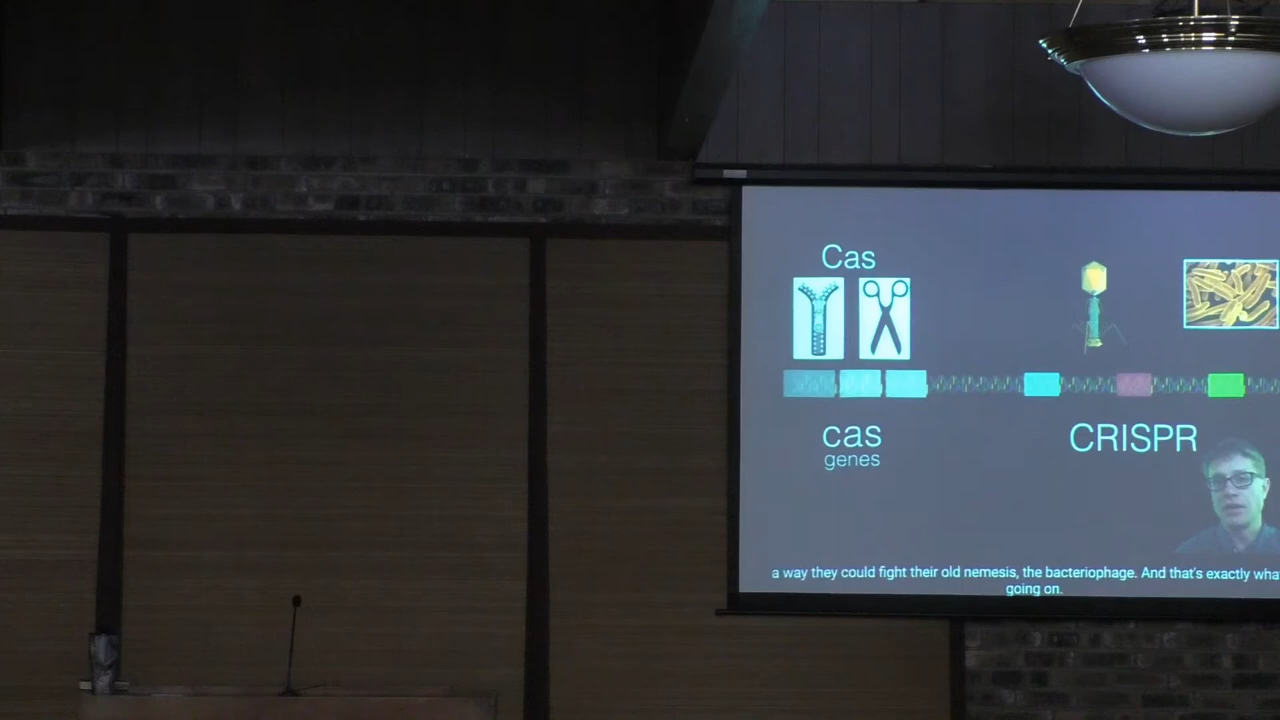 Cas
cas
genes
CRISPR
a way they could fight their old nemesis, the bacteriophage. And that's exactly wha
going on.